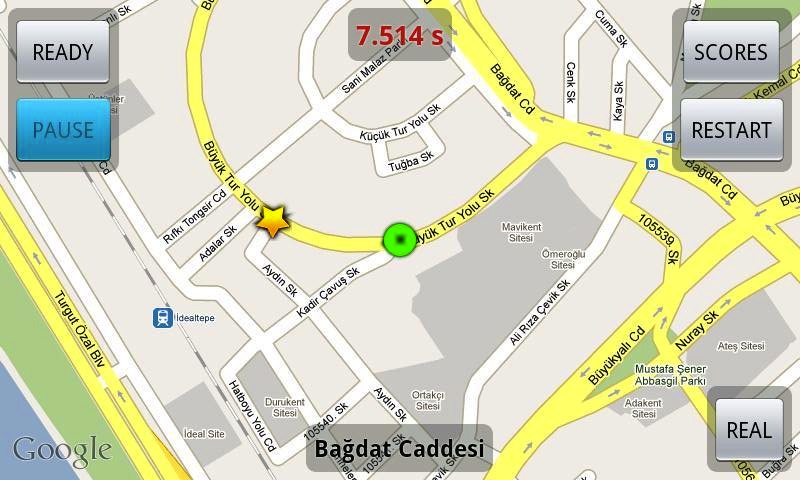 READY
PAUSE
7.514 s
SCORES
RESTART
Sani Malaz Park
Cuma Sk
Cenk Sk
Kaya Sk
Bağdat Cd
Küçük Tur Yolu Sk
Tuğba Sk
Büyük Tur Yolu
Rıfkı Tongsir Cd
Adalar Sk
Aydın Sk
Kadir Çavuş Sk
yük Tur Yolu Sk
Mavikent
Sitesi
Ömeroğlu
Sitesi
Ali Rıza Çevik Sk
105539. Sk
Bağdat Cd
Büyükyalı Cd
Nuray Sk
Ateş Sitesi
Mustafa Şener
Abbasgil Parkı
Adakent
Sitesi
İdealtepe
Turgut Özal Blv
Hatboyu Yolu Cd
Durukent
Sitesi
İdeal Site
105540. Sk
Aydın Sk
Ortakçı
Sitesi
Google
Bağdat Caddesi
REAL